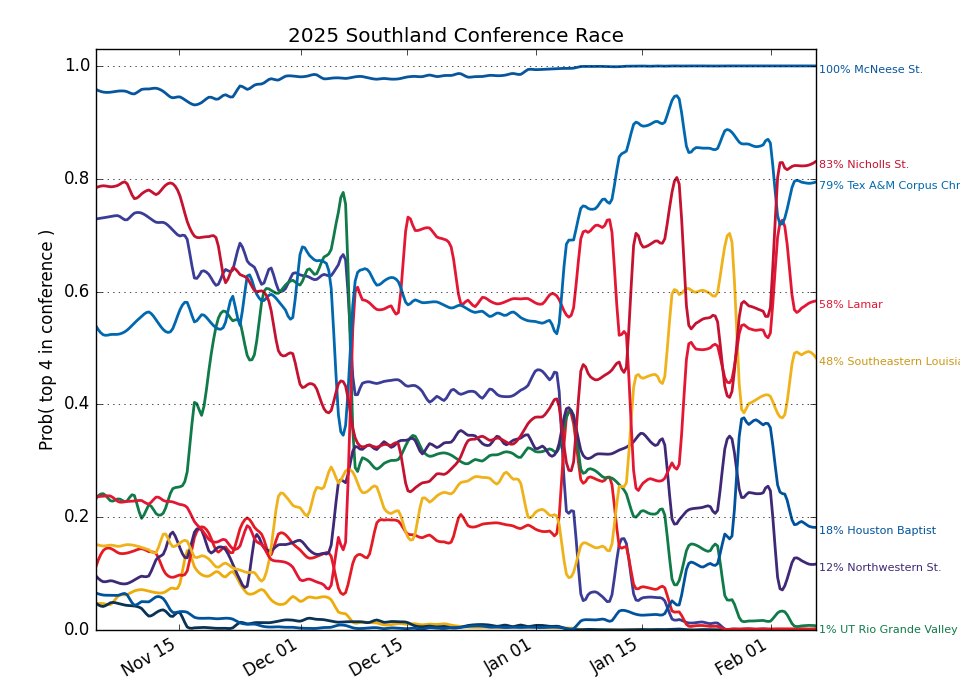 2025 Southland Conference Race
Prob( top 4 in conference )
1.0
0.8
0.6
0.4
0.2
0.0
Nov 15
Dec 01
Dec 15
Jan 01
Jan 15
Feb 01
100% McNeese St.
83% Nicholls St.
79% Tex A&M Corpus Chr
58% Lamar
48% Southeastern Louisia
18% Houston Baptist
12% Northwestern St.
1% UT Rio Grande Valley